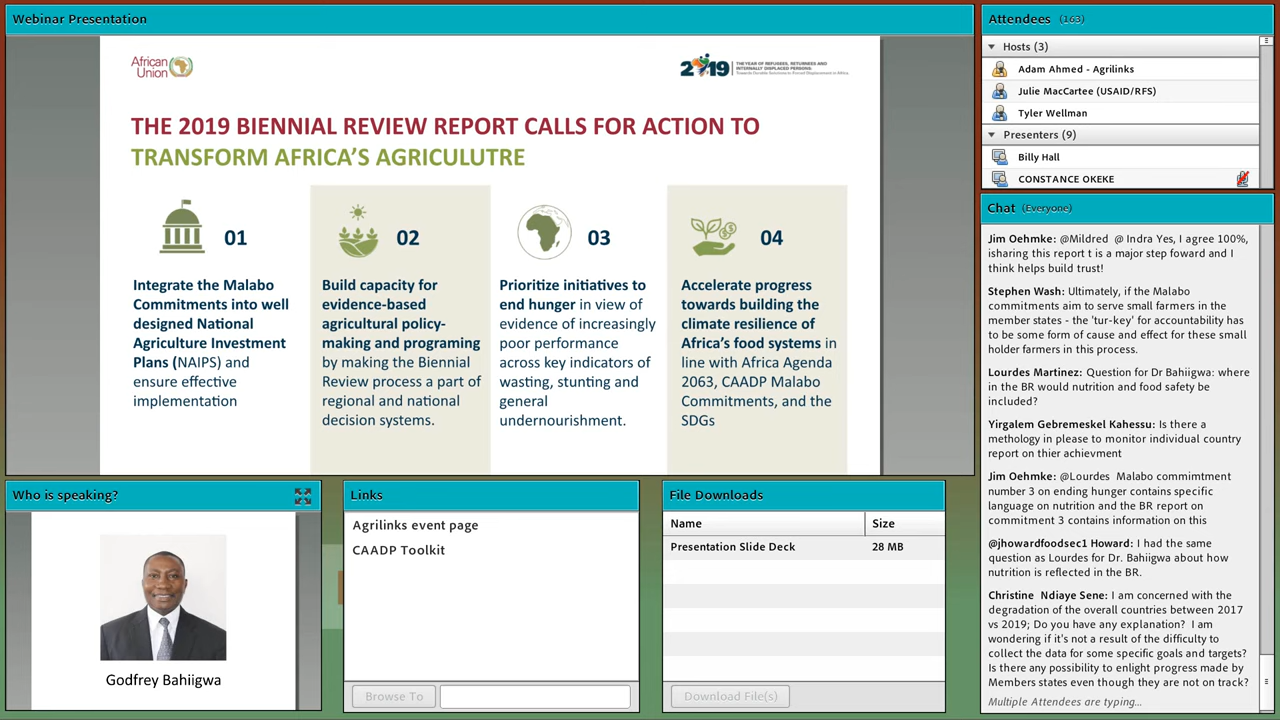 Webinar Presentation
African
Union
2019
THE YEAR OF REFUGEES, RETURNEES AND
INTERNALLY DISPLACED PERSONS:
Towards Durable Solutions to Forced Displacement in Africa.
THE 2019 BIENNIAL REVIEW REPORT CALLS FOR ACTION TO
TRANSFORM AFRICA'S AGRICULUTRE
01
Integrate the Malabo
Commitments into well
designed National
Agriculture Investment
Plans (NAIPS) and
ensure effective
implementation
02
Build capacity for
evidence-based
agricultural policy-
making and programing
by making the Biennial
Review process a part of
regional and national
decision systems.
03
Prioritize initiatives to
end hunger in view of
evidence of increasingly
poor performance
across key indicators of
wasting, stunting and
general
undernourishment.
04
Accelerate progress
towards building the
climate resilience of
Africa's food systems in
line with Africa Agenda
2063, CAADP Malabo
Commitments, and the
SDGs
Who is speaking?
Godfrey Bahiigwa
Links
Agrilinks event page
CAADP Toolkit
Browse To
File Downloads
Name Size
Presentation Slide Deck 28 MB
Download File(s)
Attendees (163)
Hosts (3)
Adam Ahmed - Agrilinks
Julie MacCartee (USAID/RFS)
Tyler Wellman
Presenters (9)
Billy Hall
CONSTANCE OKEKE
Chat (Everyone)
Jim Oehmke: @Mildred @ Indra Yes, I agree 100%,
isharing this report t is a major step foward and I
think helps build trust!
Stephen Wash: Ultimately, if the Malabo
commitments aim to serve small farmers in the
member states - the 'tur-key' for accountability has
to be some form of cause and effect for these small
holder farmers in this process.
Lourdes Martinez: Question for Dr Bahiigwa: where
in the BR would nutrition and food safety be
included?
Yirgalem Gebremeskel Kahessu: Is there a
methology in please to monitor individual country
report on thier achievment
Jim Oehmke: @Lourdes Malabo commimtment
number 3 on ending hunger contains specific
language on nutrition and the BR report on
commitment 3 contains information on this
@jhowardfoodsec1 Howard: I had the same
question as Lourdes for Dr. Bahiigwa about how
nutrition is reflected in the BR.
Christine Ndiaye Sene: I am concerned with the
degradation of the overall countries between 2017
vs 2019; Do you have any explanation? I am
wondering if it's not a result of the difficulty to
collect the data for some specific goals and targets?
Is there any possibility to enlight progress made by
Members states even though they are not on track?
Multiple Attendees are typing...